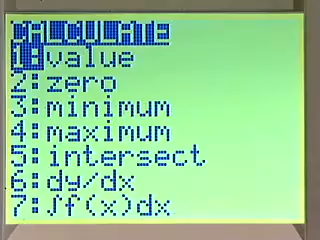 CALCULATE
1:value
2:zero
3:minimum
4:maximum
5:intersect
6:dy/dx
7:∫f(x)dx